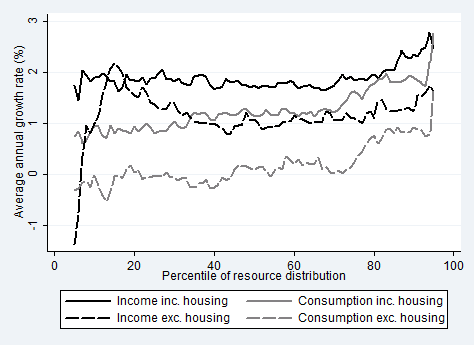 Average annual growth rate (%)
3
2
1
0
-1
0 20 40 60 80 100
Percentile of resource distribution
Income inc. housing Consumption inc. housing
Income exc. housing Consumption exc. housing